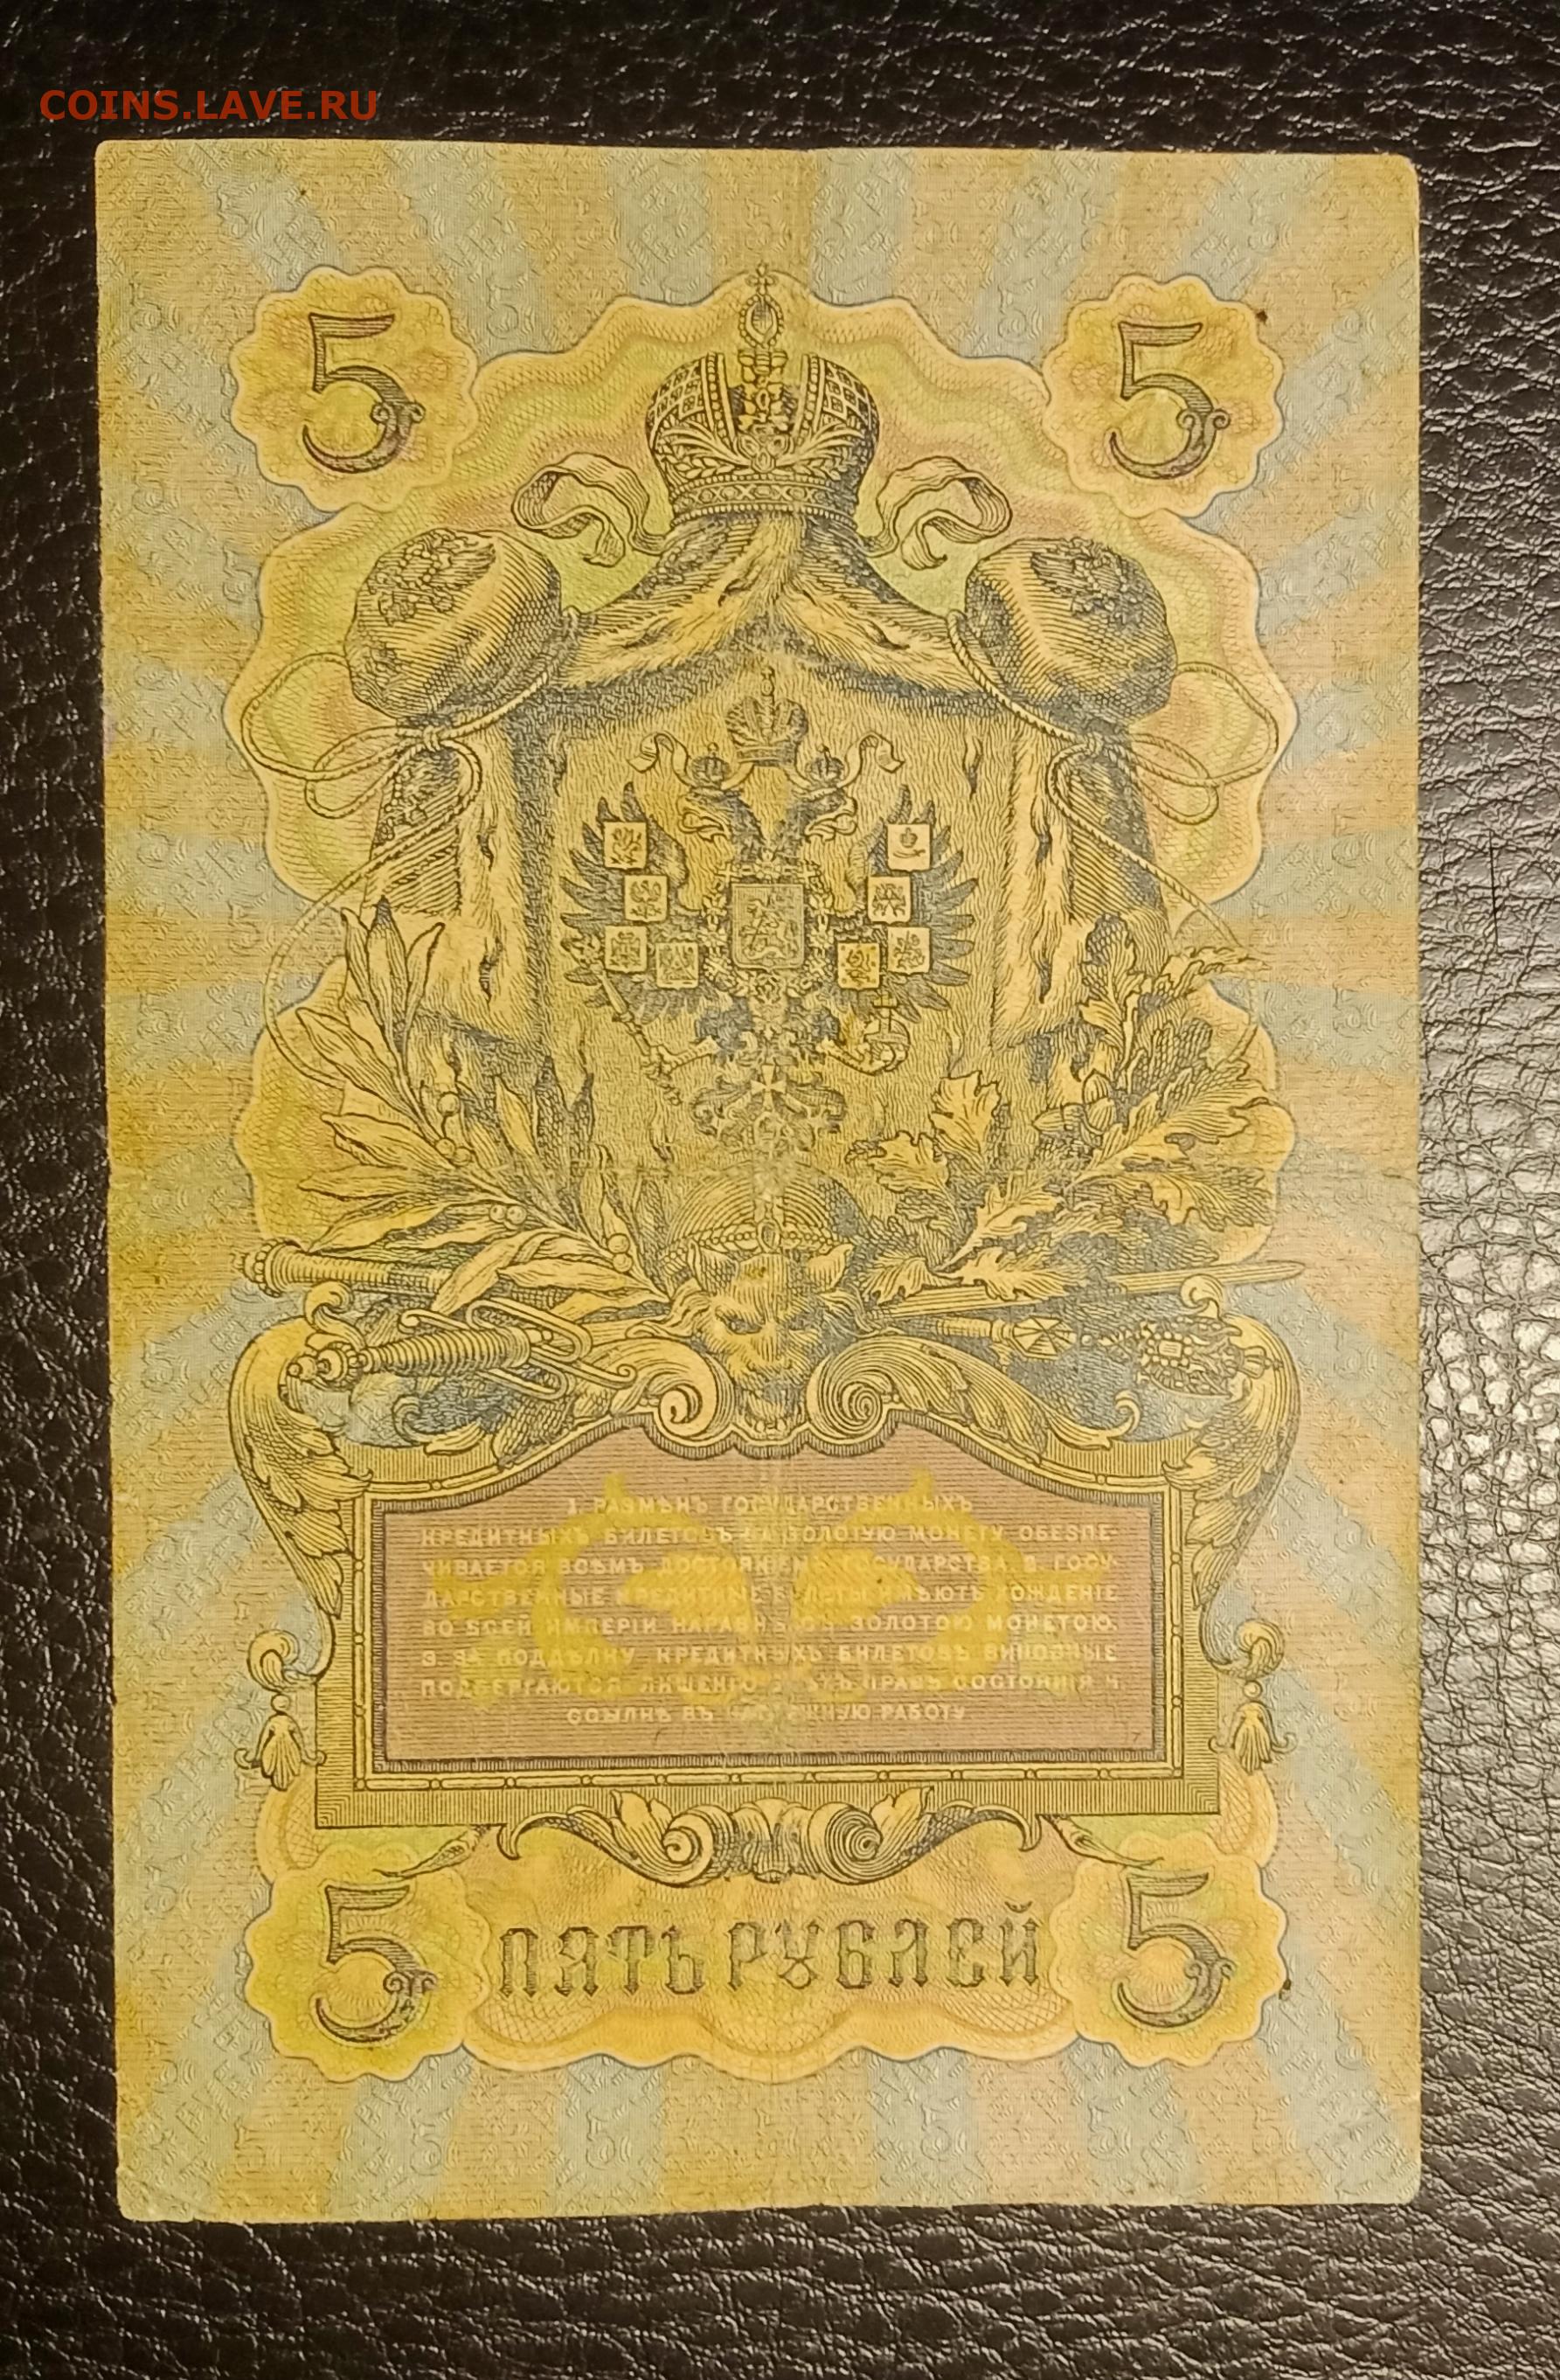 COINS.LAVE.RU
5 5
1. РАЗМѢНЪ ГОСУДАРСТВЕННЫХЪ
КРЕДИТНЫХЪ БИЛЕТОВЪ НА ЗОЛОТУЮ МОНЕТУ ОБЕЗПЕ-
ЧИВАЕТСЯ ВСѢМЪ ДОСТОЯНІЕМЪ ГОСУДАРСТВА. 2. ГОСУ-
ДАРСТВЕННЫЕ КРЕДИТНЫЕ БИЛЕТЫ ИМѢЮТЪ ХОЖДЕНІЕ
ВО ВСЕЙ ИМПЕРІИ НАРАВНѢ СЪ ЗОЛОТОЮ МОНЕТОЮ.
3. ЗА ПОДДѢЛКУ КРЕДИТНЫХЪ БИЛЕТОВЪ ВИНОВНЫЕ
ПОДВЕРГАЮТСЯ ЛИШЕНІЮ ВСѢХЪ ПРАВЪ СОСТОЯНІЯ И
ССЫЛКѢ ВЪ КАТОРЖНУЮ РАБОТУ
5 ПЯТЬ РУБЛЕЙ 5